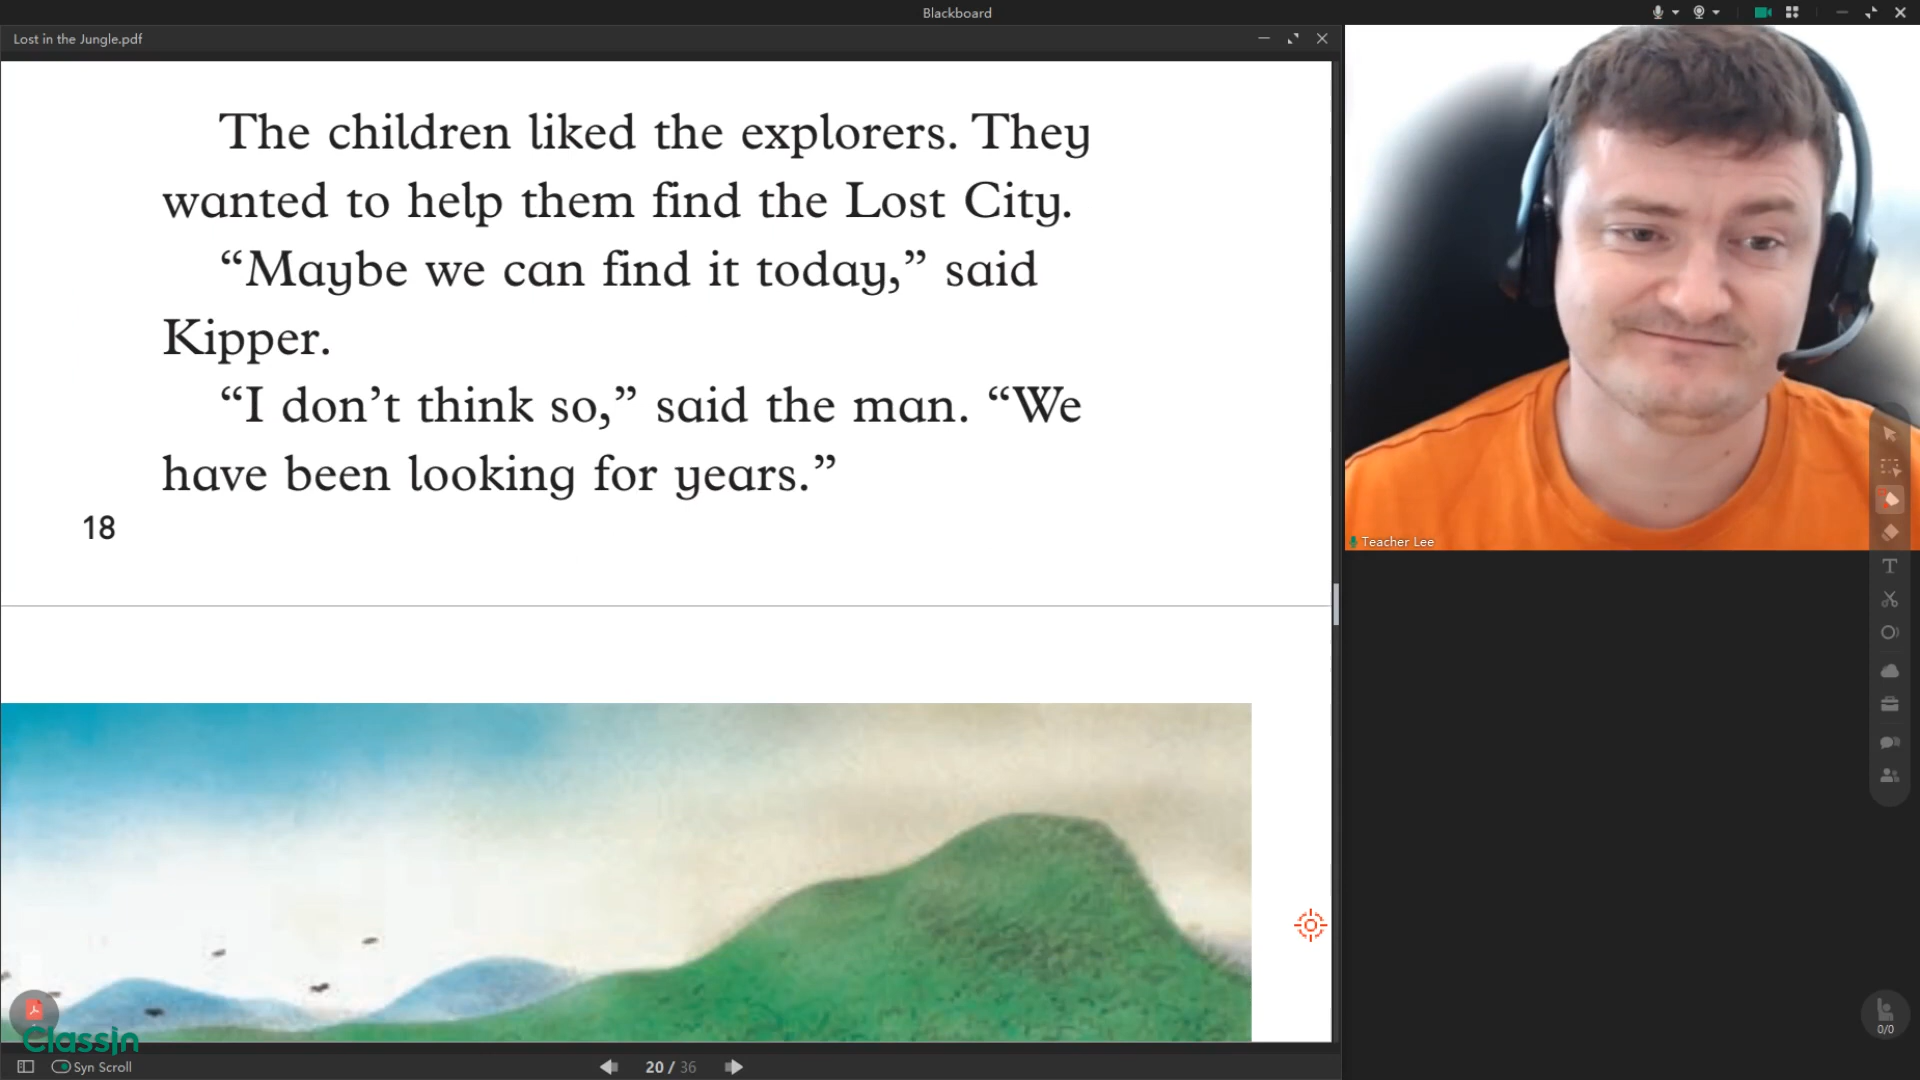 Blackboard
Lost in the Jungle.pdf
The children liked the explorers. They
wanted to help them find the Lost City.
“Maybe we can find it today,” said
Kipper.
“I don’t think so,” said the man. “We
have been looking for years.”
18
Teacher Lee
ClassIn
Syn Scroll
20 / 36
0/0